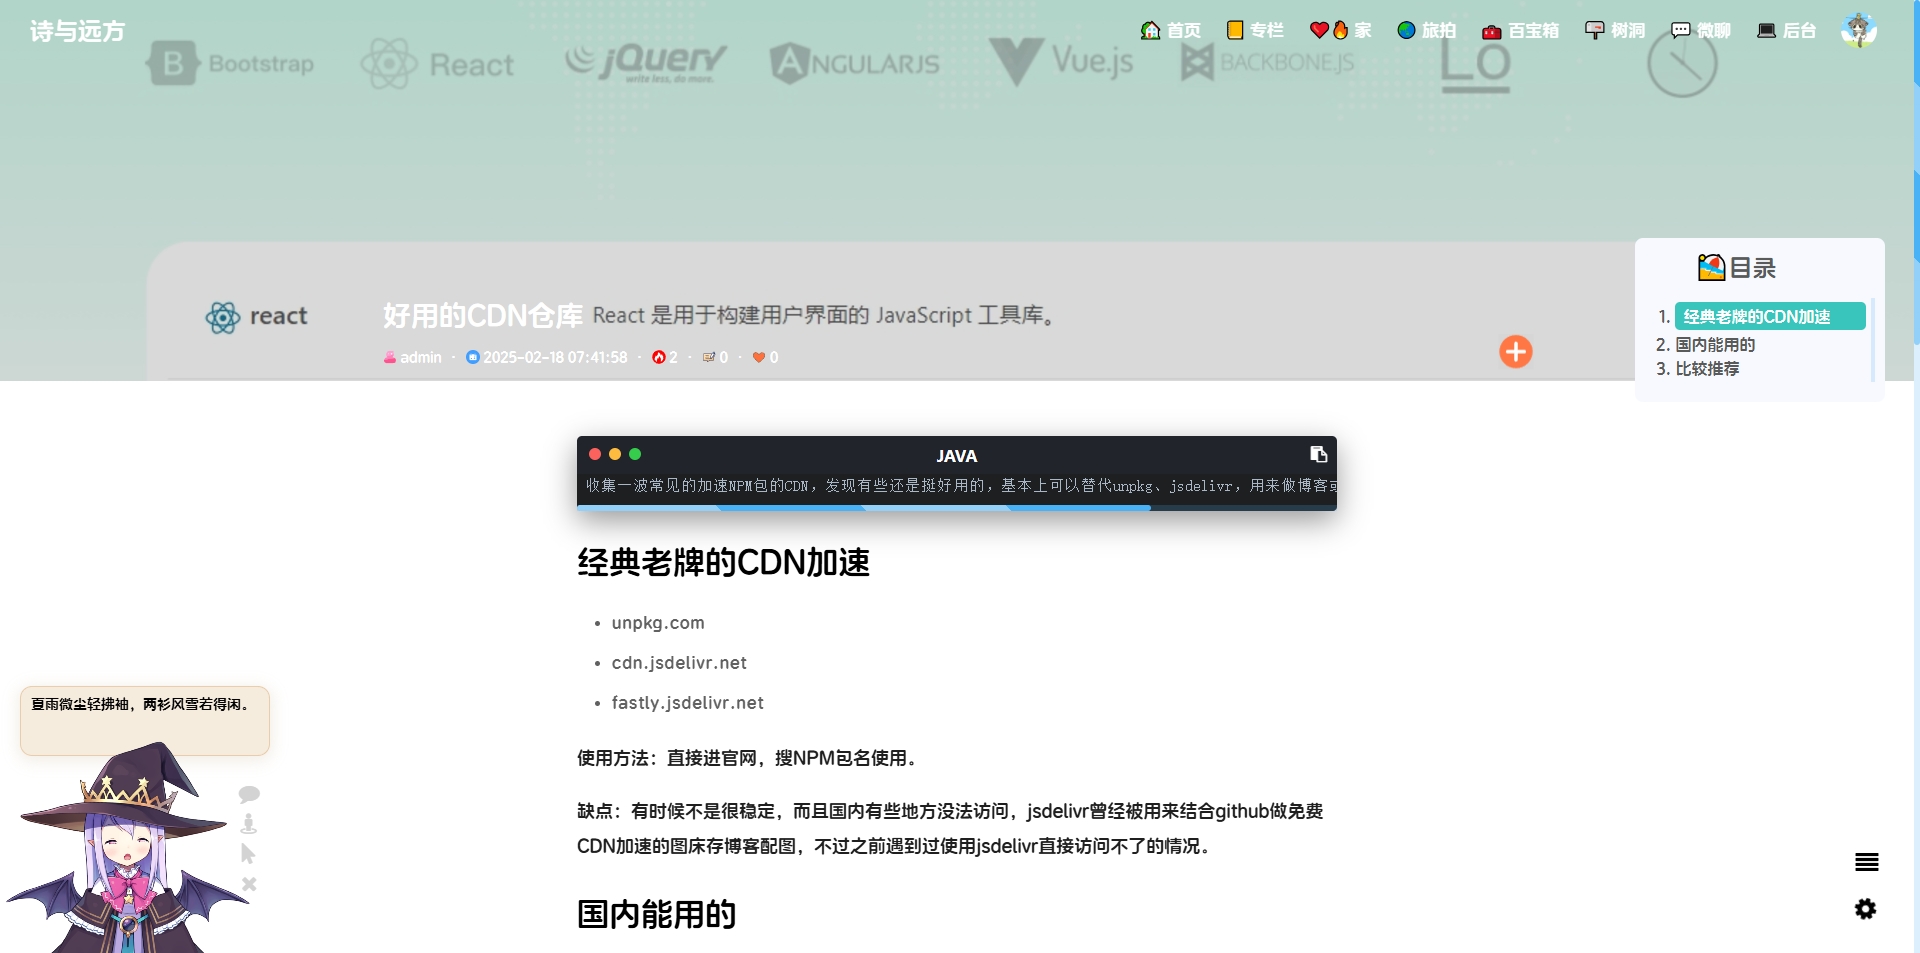 诗与远方
首页 专栏 家 旅拍 百宝箱 树洞 微聊 后台
Bootstrap React jQuery ANGULARJS Vue.js BACKBONE.JS LO
write less, do more.
react 好用的CDN仓库 React 是用于构建用户界面的 JavaScript 工具库。
admin · 2025-02-18 07:41:58 · 2 · 0 · 0
目录
1. 经典老牌的CDN加速
2. 国内能用的
3. 比较推荐
JAVA
收集一波常见的加速NPM包的CDN，发现有些还是挺好用的，基本上可以替代unpkg、jsdelivr，用来做博客或
经典老牌的CDN加速
• unpkg.com
• cdn.jsdelivr.net
• fastly.jsdelivr.net
使用方法：直接进官网，搜NPM包名使用。
缺点：有时候不是很稳定，而且国内有些地方没法访问，jsdelivr曾经被用来结合github做免费
CDN加速的图床存博客配图，不过之前遇到过使用jsdelivr直接访问不了的情况。
国内能用的
夏雨微尘轻拂袖，两衫风雪若得闲。